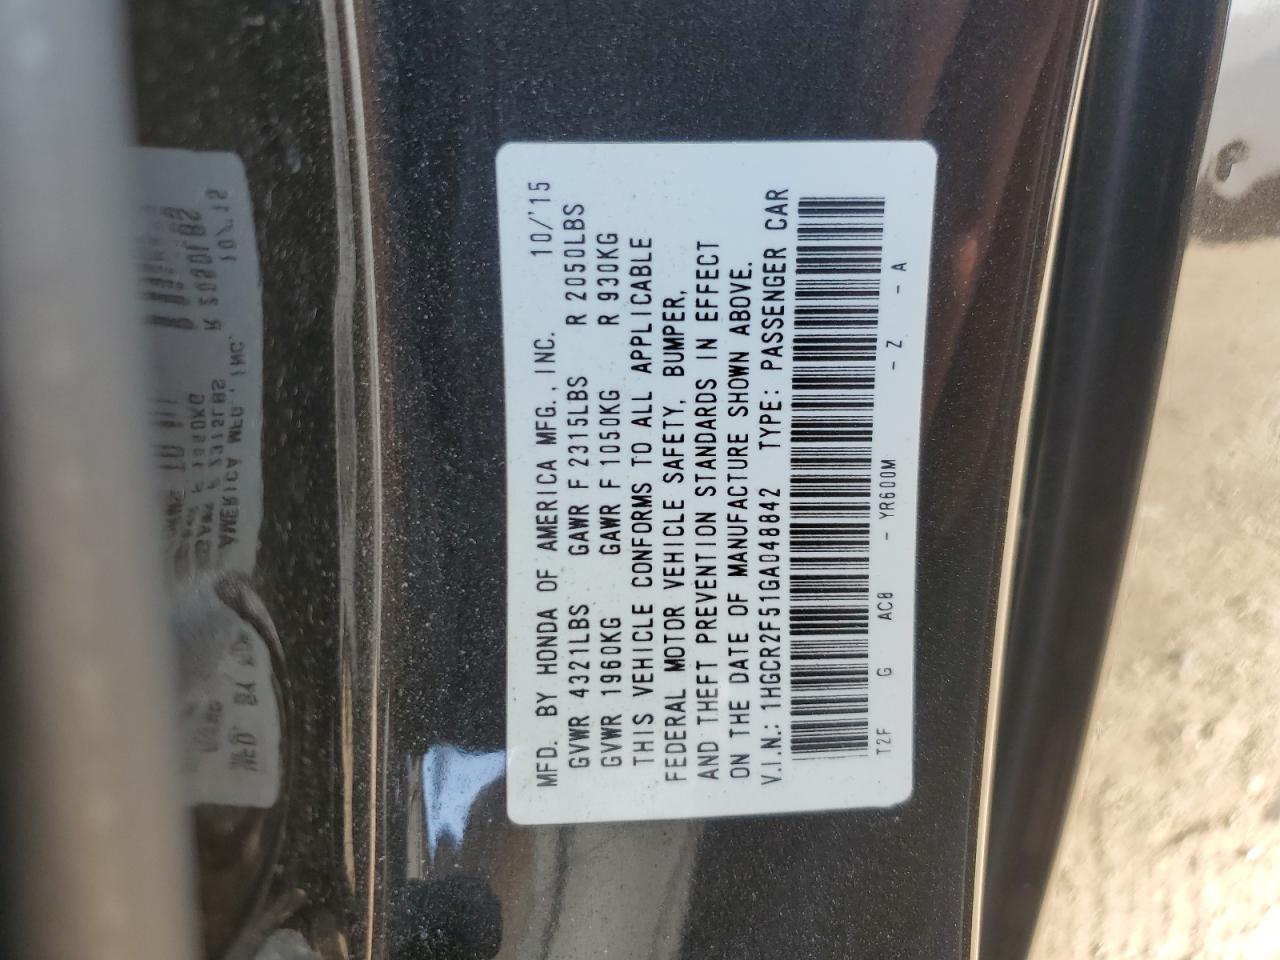 MFD. BY HONDA OF AMERICA MFG., INC. 10/'15
GVWR 4321LBS GAWR F 2315LBS R 2050LBS
GVWR 1960KG GAWR F 1050KG R 930KG
THIS VEHICLE CONFORMS TO ALL APPLICABLE
FEDERAL MOTOR VEHICLE SAFETY, BUMPER,
AND THEFT PREVENTION STANDARDS IN EFFECT
ON THE DATE OF MANUFACTURE SHOWN ABOVE.
V.I.N.: 1HGCR2F51GA048842 TYPE: PASSENGER CAR
T2F G AC8 - YR600M - Z - A